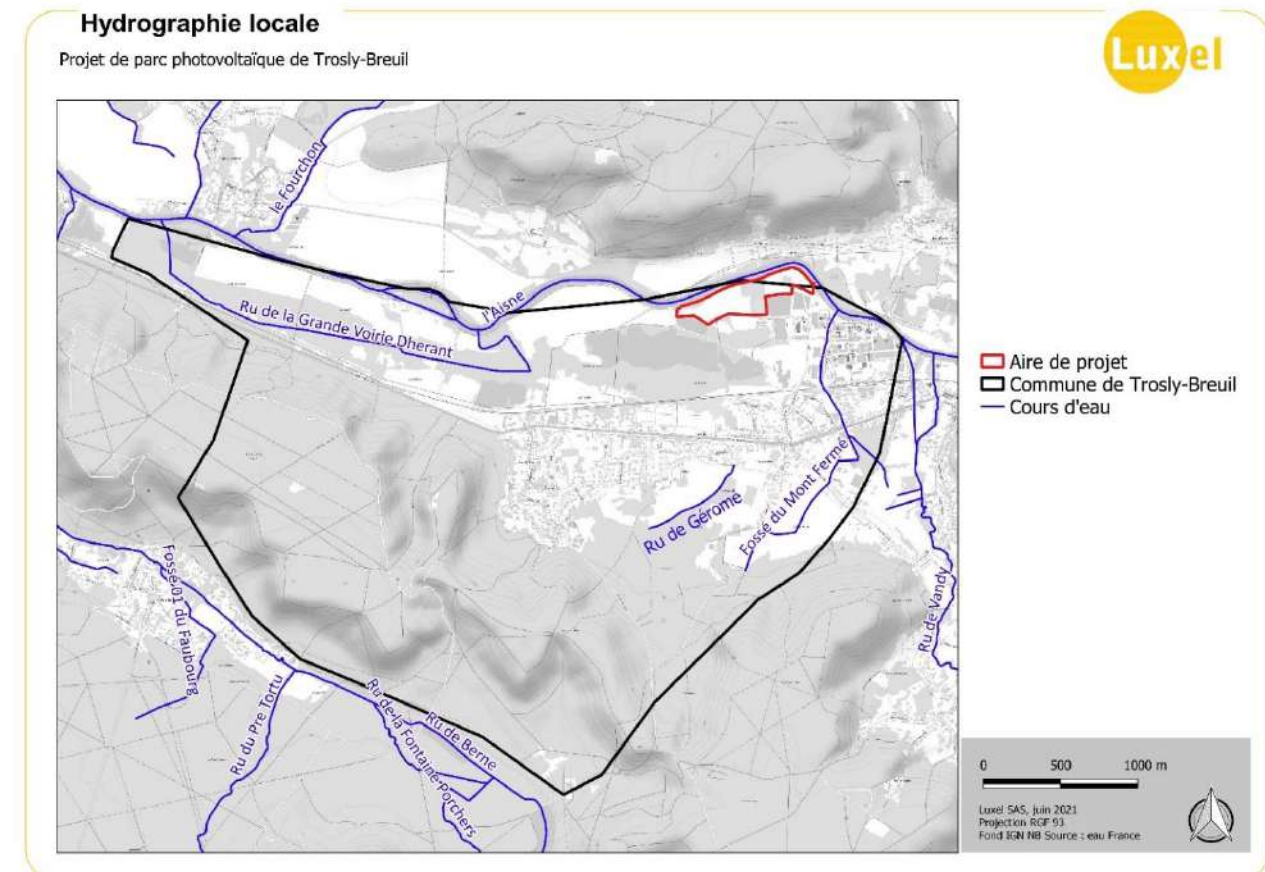 Hydrographie locale
Projet de parc photovoltaïque de Trosly-Breuil
Luxel
le Fourchon
l'Aisne
Ru de la Grande Voirie Dherant
Ru de Gérome
Fossé du Mont Fermé
Ru de Vandy
Fossé 01 du Faubourg
Ru du Pre Tortu
Ru de la Fontaine Porchers
Ru de Berne
Aire de projet
Commune de Trosly-Breuil
Cours d'eau
0 500 1000 m
Luxel SAS, juin 2021
Projection RGF 93
Fond IGN NB Source : eau France